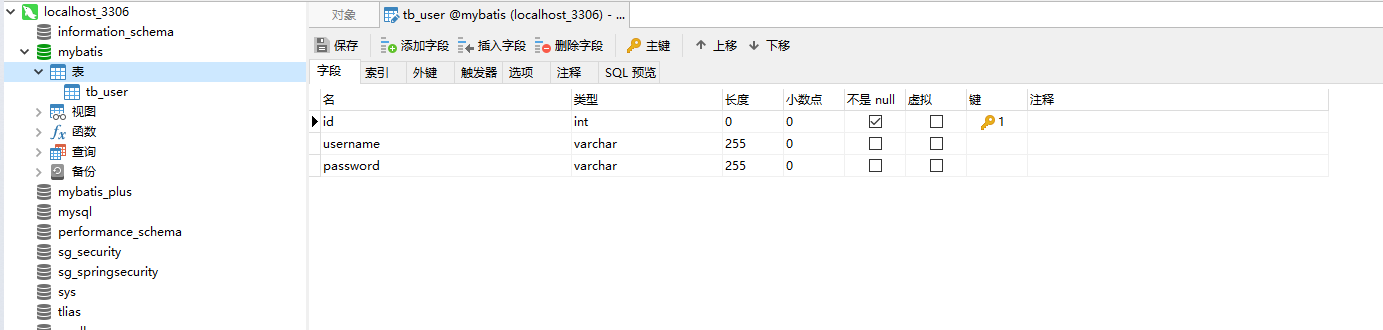 localhost_3306
information_schema
mybatis
表
tb_user
视图
fx 函数
查询
备份
mybatis_plus
mysql
performance_schema
sg_security
sg_springsecurity
sys
tlias
对象 tb_user @mybatis (localhost_3306) - ...
保存 添加字段 插入字段 删除字段 主键 上移 下移
字段 索引 外键 触发器 选项 注释 SQL 预览
名 类型 长度 小数点 不是 null 虚拟 键 注释
id int 0 0 1
username varchar 255 0
password varchar 255 0